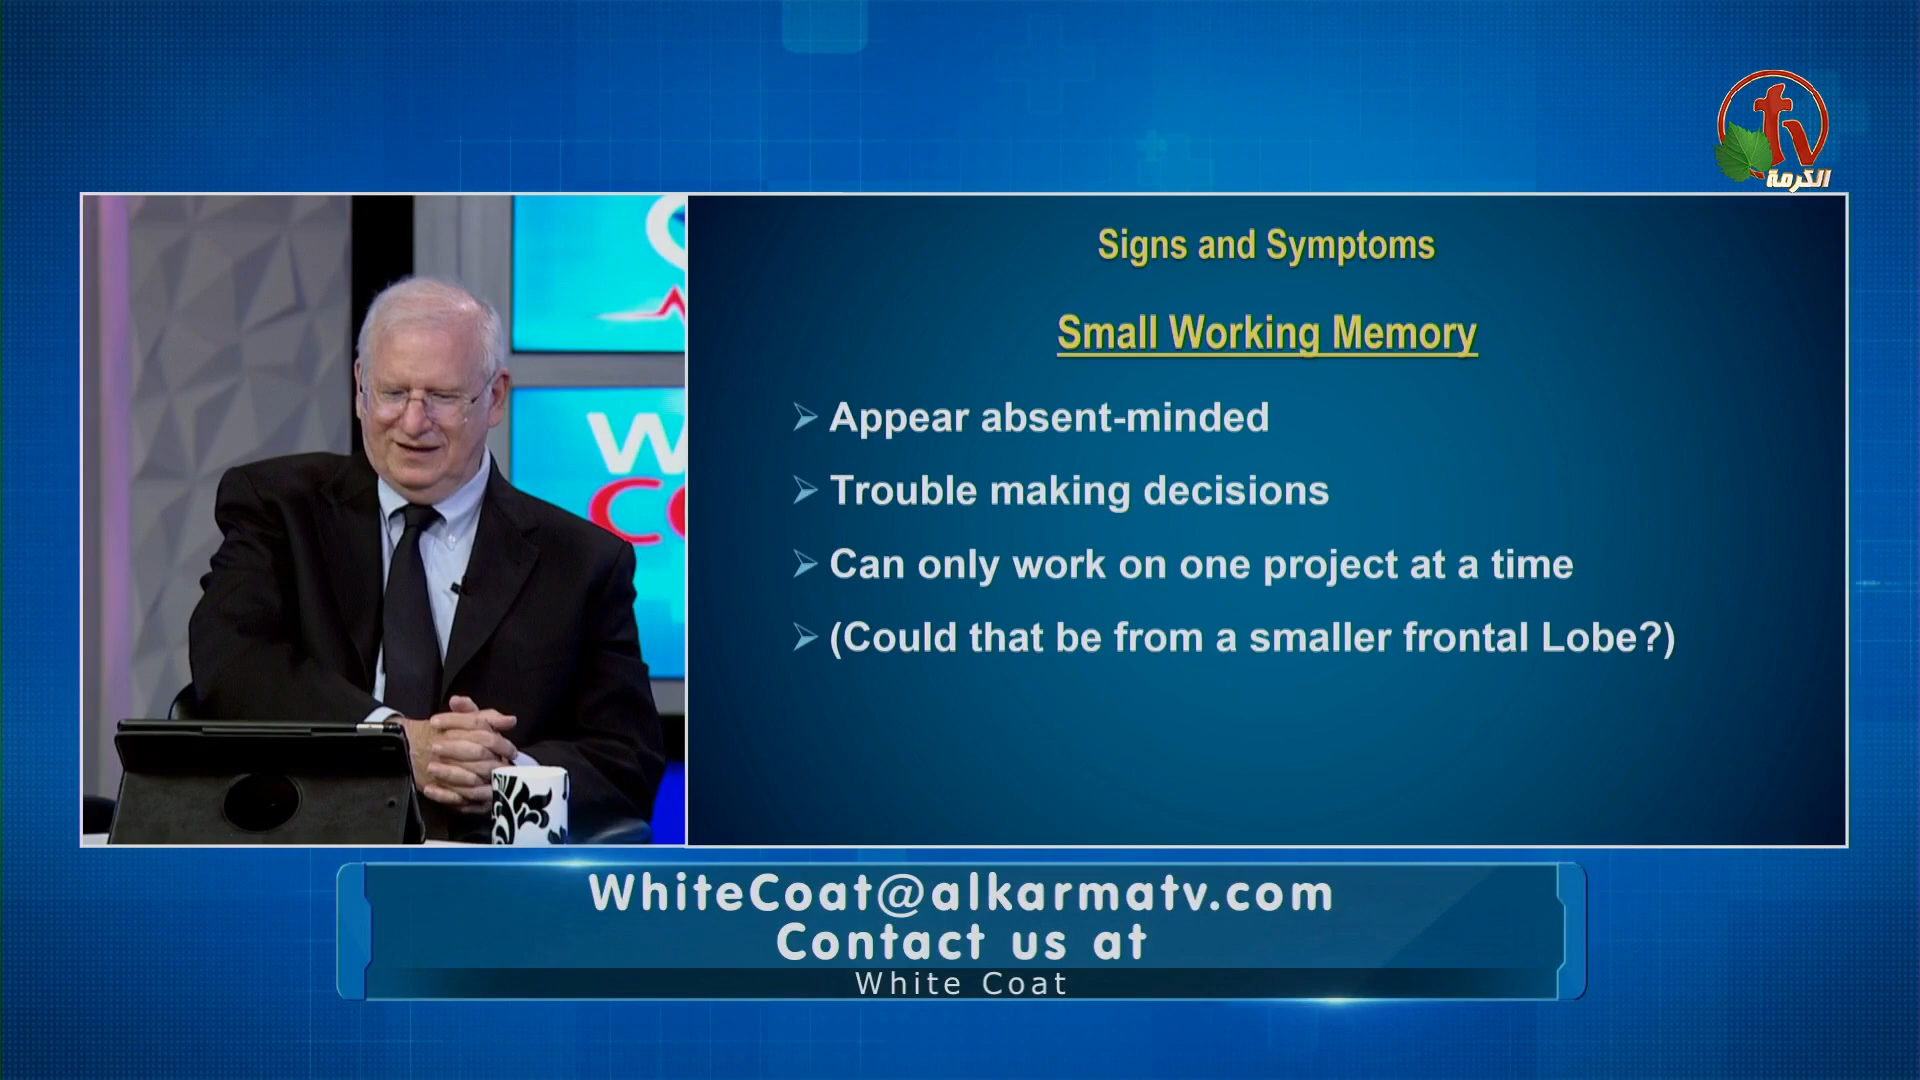 tv
الكرمة
W
CO
Signs and Symptoms
Small Working Memory
Appear absent-minded
Trouble making decisions
Can only work on one project at a time
(Could that be from a smaller frontal Lobe?)
WhiteCoat@alkarmatv.com
Contact us at
White Coat